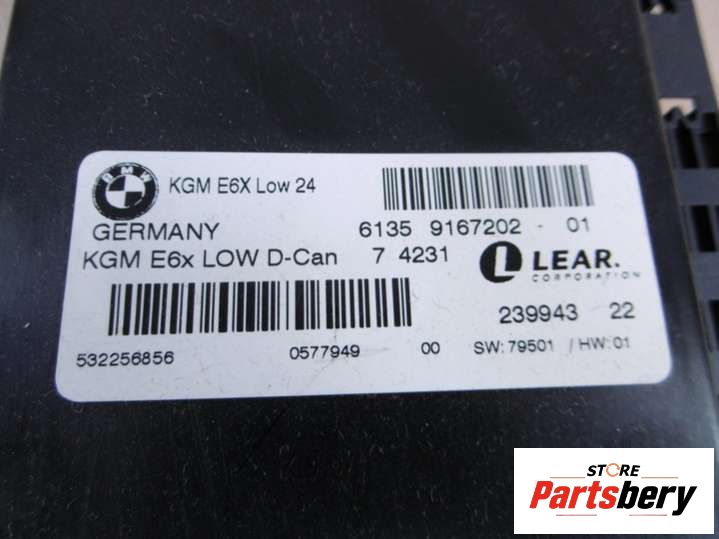 BMW
KGM E6X Low 24
GERMANY
6135 9167202 - 01
KGM E6x LOW D-Can 7 4231
L LEAR.
CORPORATION
239943 22
532256856 0577949 00 SW: 79501 / HW: 01
STORE
Partsbery